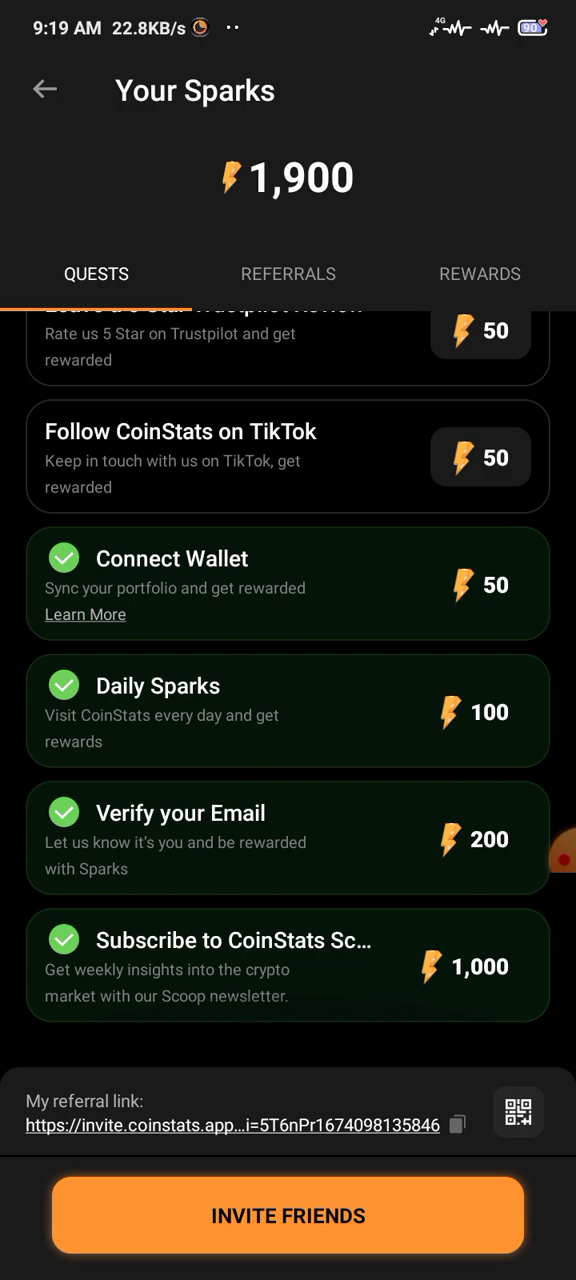 9:19 AM 22.8KB/s
4G
90
Your Sparks
1,900
QUESTS
REFERRALS
REWARDS
Rate us 5 Star on Trustpilot and get
rewarded
50
Follow CoinStats on TikTok
Keep in touch with us on TikTok, get
rewarded
50
Connect Wallet
Sync your portfolio and get rewarded
Learn More
50
Daily Sparks
Visit CoinStats every day and get
rewards
100
Verify your Email
Let us know it's you and be rewarded
with Sparks
200
Subscribe to CoinStats Sc...
Get weekly insights into the crypto
market with our Scoop newsletter.
1,000
My referral link:
https://invite.coinstats.app...i=5T6nPr1674098135846
INVITE FRIENDS